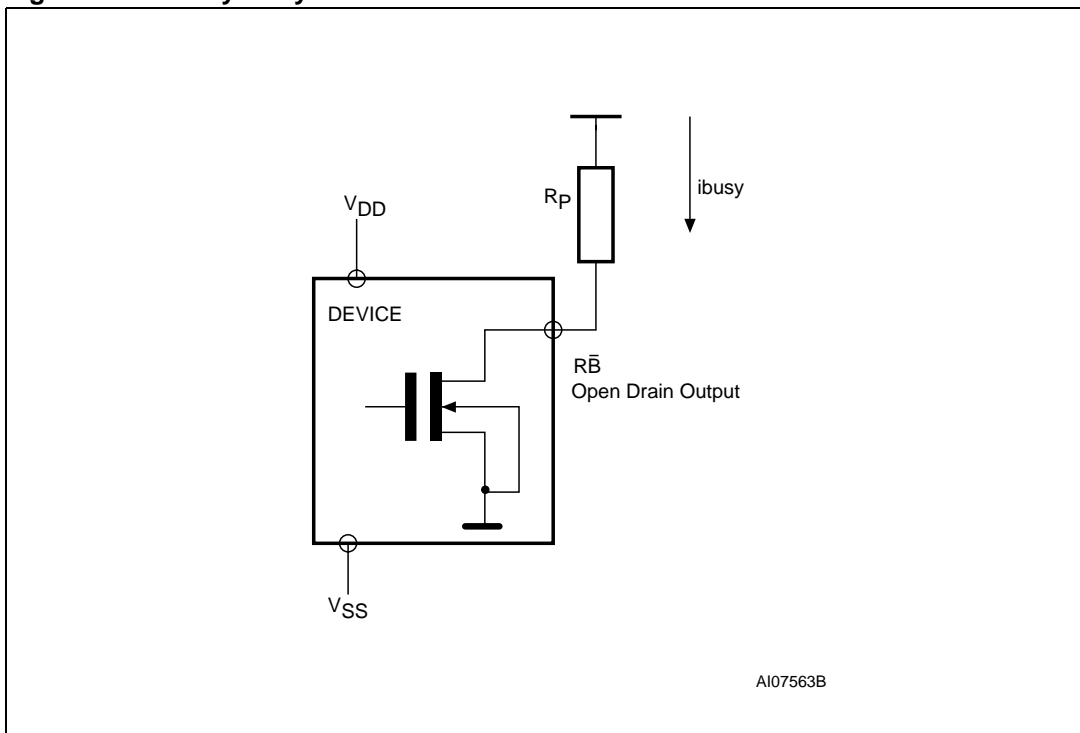 RP
ibusy
VDD
DEVICE
RB̄
Open Drain Output
VSS
AI07563B